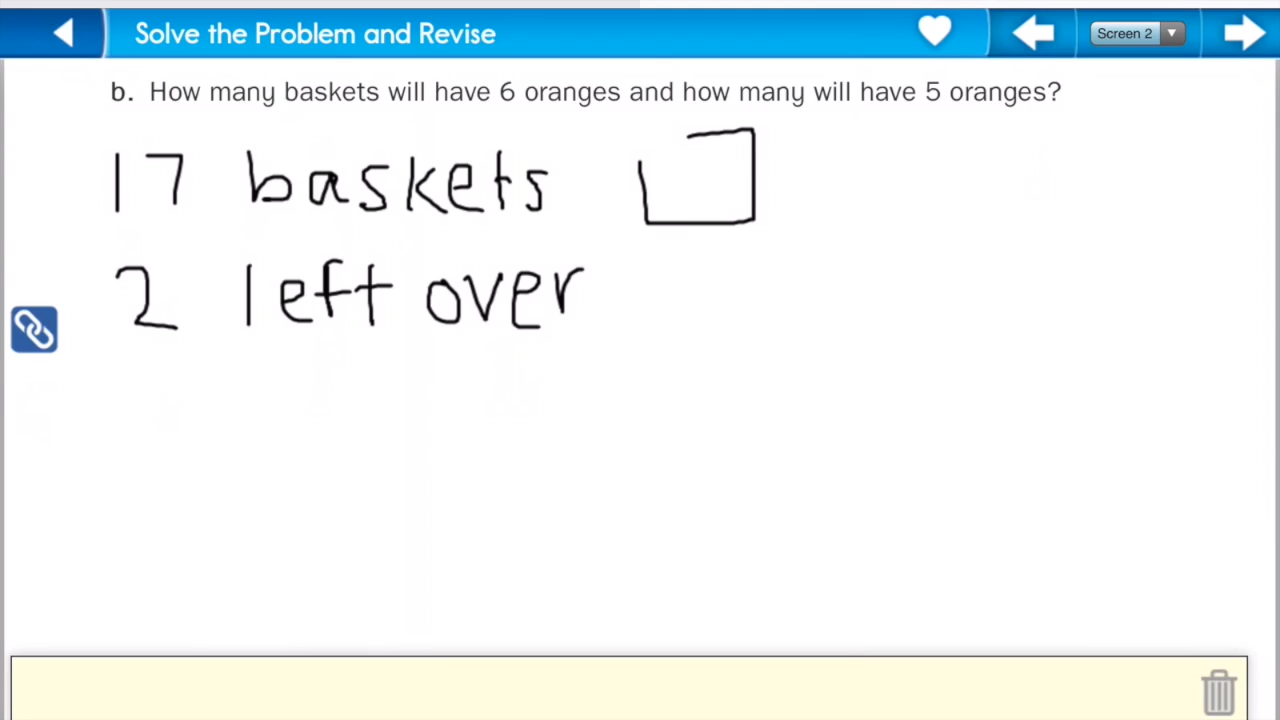 Solve the Problem and Revise
Screen 2
b. How many baskets will have 6 oranges and how many will have 5 oranges?
17 baskets
2 left over